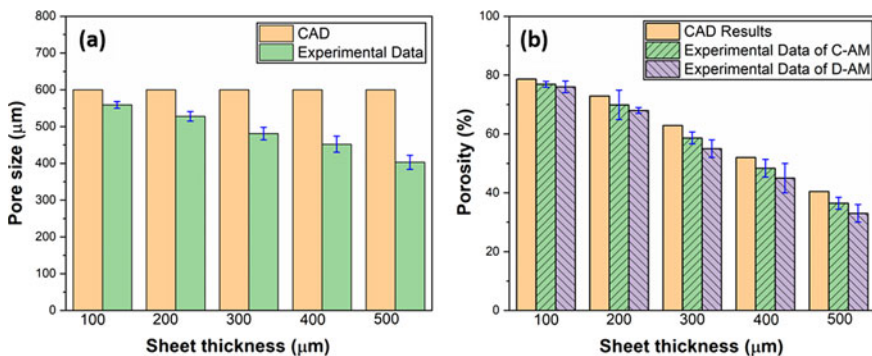 (a)
CAD
Experimental Data
800
700
600
500
400
300
200
100
0
Pore size (μm)
100 200 300 400 500
Sheet thickness (μm)
(b)
CAD Results
Experimental Data of C-AM
Experimental Data of D-AM
100
80
60
40
20
0
Porosity (%)
100 200 300 400 500
Sheet thickness (μm)